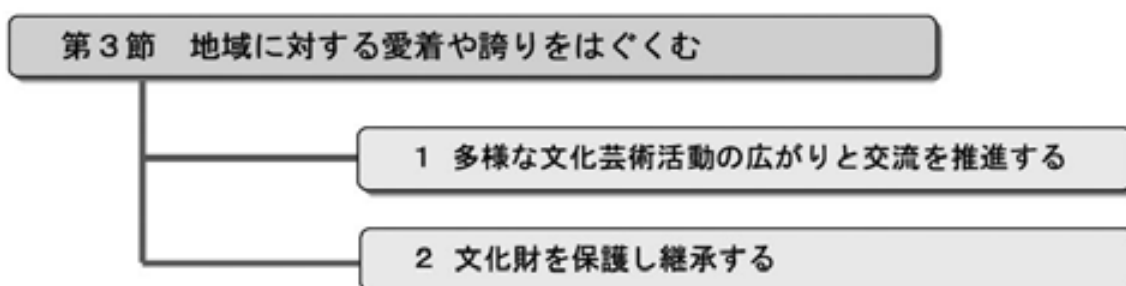 第３節　地域に対する愛着や誇りをはぐくむ
１ 多様な文化芸術活動の広がりと交流を推進する
２ 文化財を保護し継承する